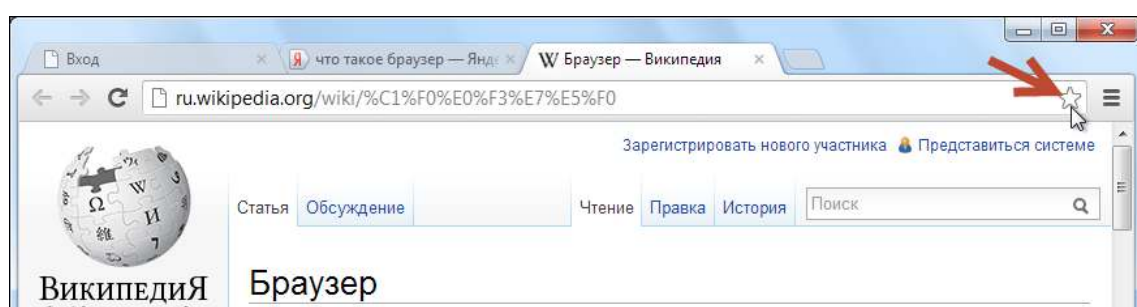 Вход
что такое браузер — Янде
W Браузер — Википедия
ru.wikipedia.org/wiki/%C1%F0%E0%F3%E7%E5%F0
Зарегистрировать нового участника Представиться системе
Статья Обсуждение Чтение Правка История Поиск
ВикипедиЯ
Браузер